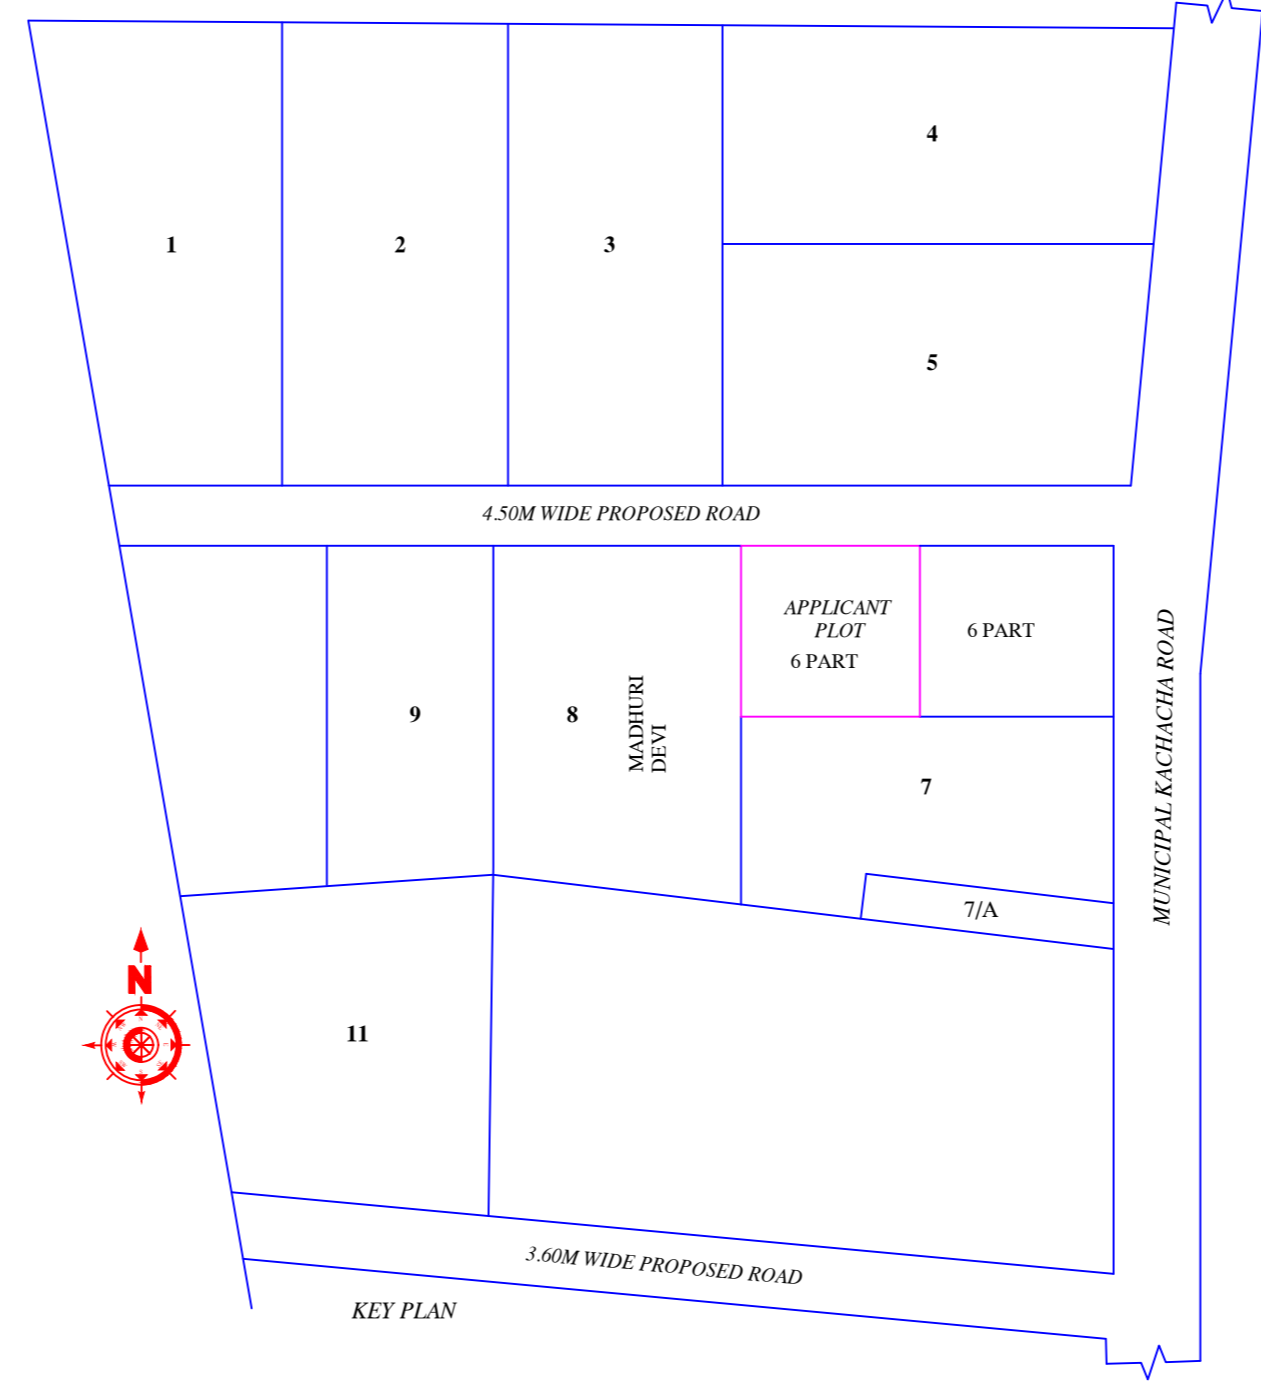 4
1
2
3
5
4.50M WIDE PROPOSED ROAD
APPLICANT
PLOT
6 PART
6 PART
MADHURI
DEVI
9
8
7
7/A
MUNICIPAL KACHACHA ROAD
N
11
3.60M WIDE PROPOSED ROAD
KEY PLAN